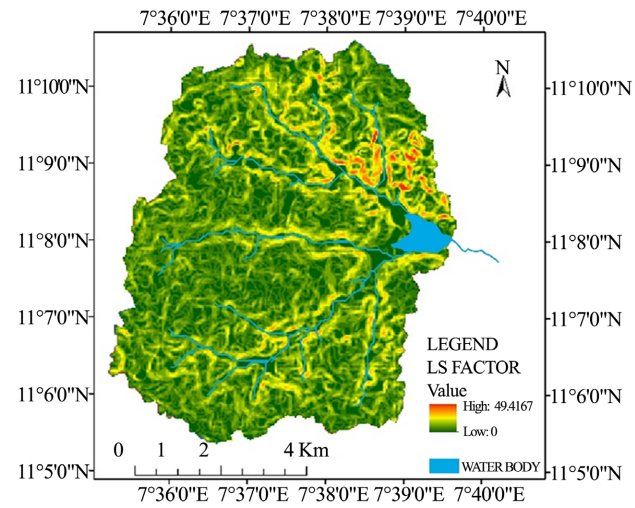 7°36'0"E 7°37'0"E 7°38'0"E 7°39'0"E 7°40'0"E
N
11°10'0"N 11°10'0"N
11°9'0"N 11°9'0"N
11°8'0"N 11°8'0"N
11°7'0"N 11°7'0"N
LEGEND
LS FACTOR
Value
11°6'0"N 11°6'0"N
High: 49.4167
Low: 0
0 1 2 4 Km
WATER BODY
11°5'0"N 11°5'0"N
7°36'0"E 7°37'0"E 7°38'0"E 7°39'0"E 7°40'0"E